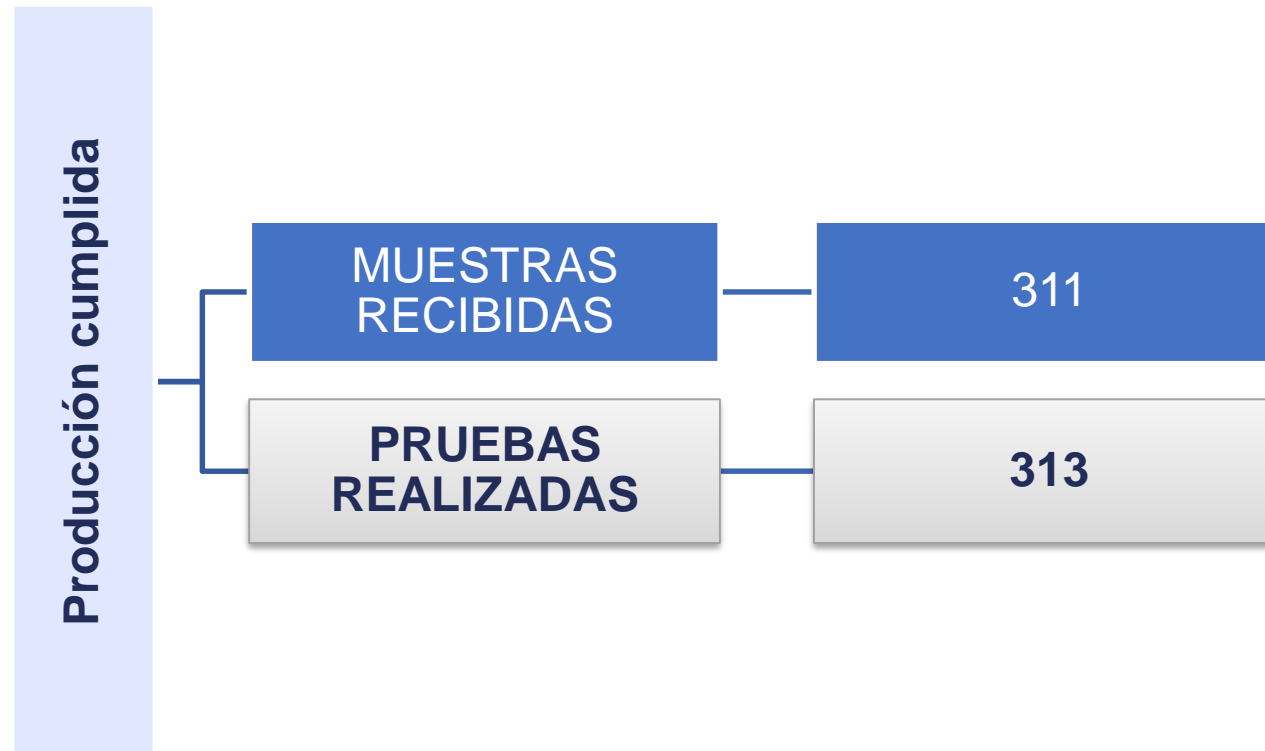 Producción cumplida
MUESTRAS
RECIBIDAS
311
PRUEBAS
REALIZADAS
313